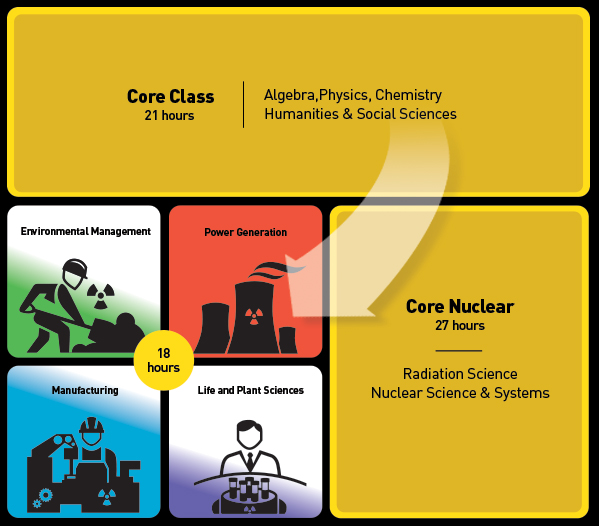 Core Class
21 hours
Algebra,Physics, Chemistry
Humanities & Social Sciences
Environmental Management
Power Generation
18
hours
Manufacturing
Life and Plant Sciences
Core Nuclear
27 hours
Radiation Science
Nuclear Science & Systems